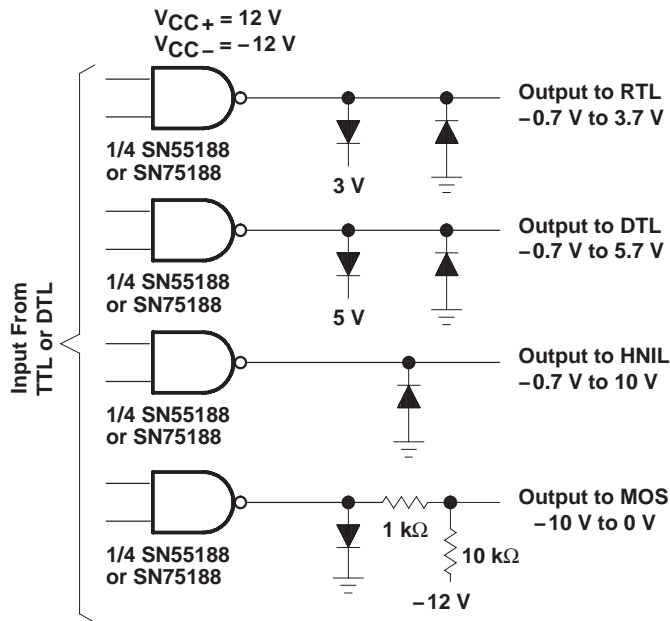 VCC+ = 12 V
VCC− = −12 V
Input From
TTL or DTL
1/4 SN55188
or SN75188
3 V
Output to RTL
−0.7 V to 3.7 V
1/4 SN55188
or SN75188
5 V
Output to DTL
−0.7 V to 5.7 V
1/4 SN55188
or SN75188
Output to HNIL
−0.7 V to 10 V
1/4 SN55188
or SN75188
1 kΩ
10 kΩ
−12 V
Output to MOS
−10 V to 0 V